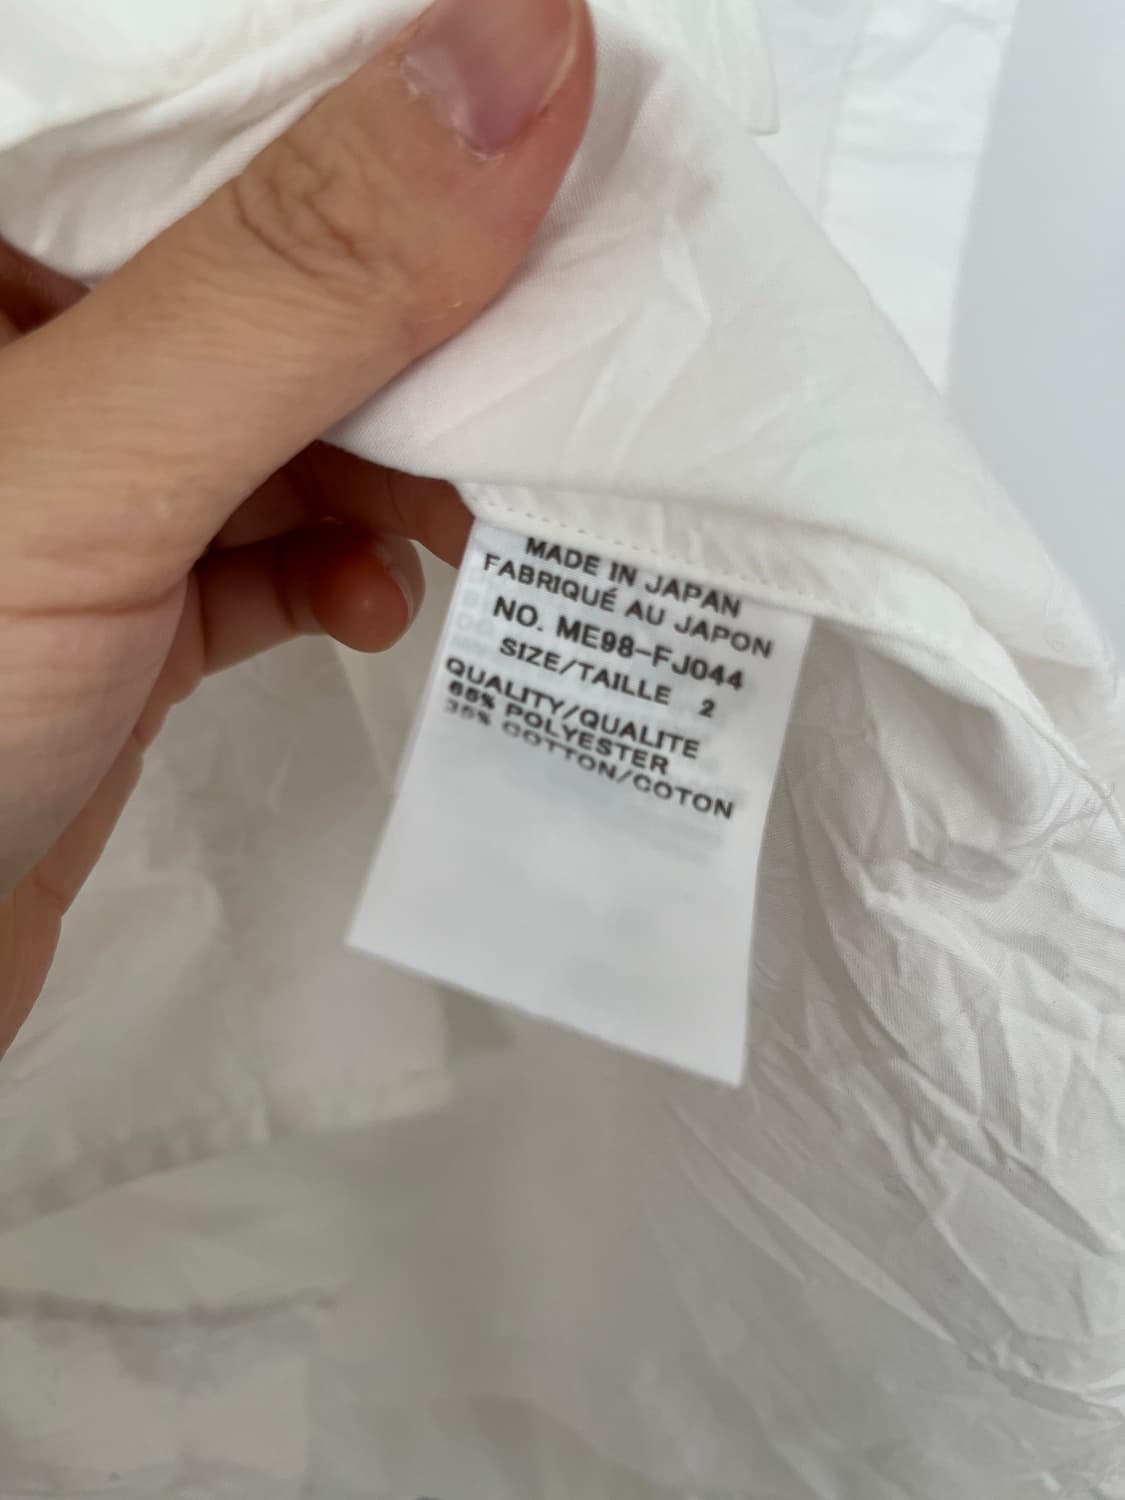 MADE IN JAPAN
FABRIQUÉ AU JAPON
NO. ME98-FJ044
SIZE/TAILLE 2
QUALITY/QUALITE
65% POLYESTER
35% COTTON/COTON